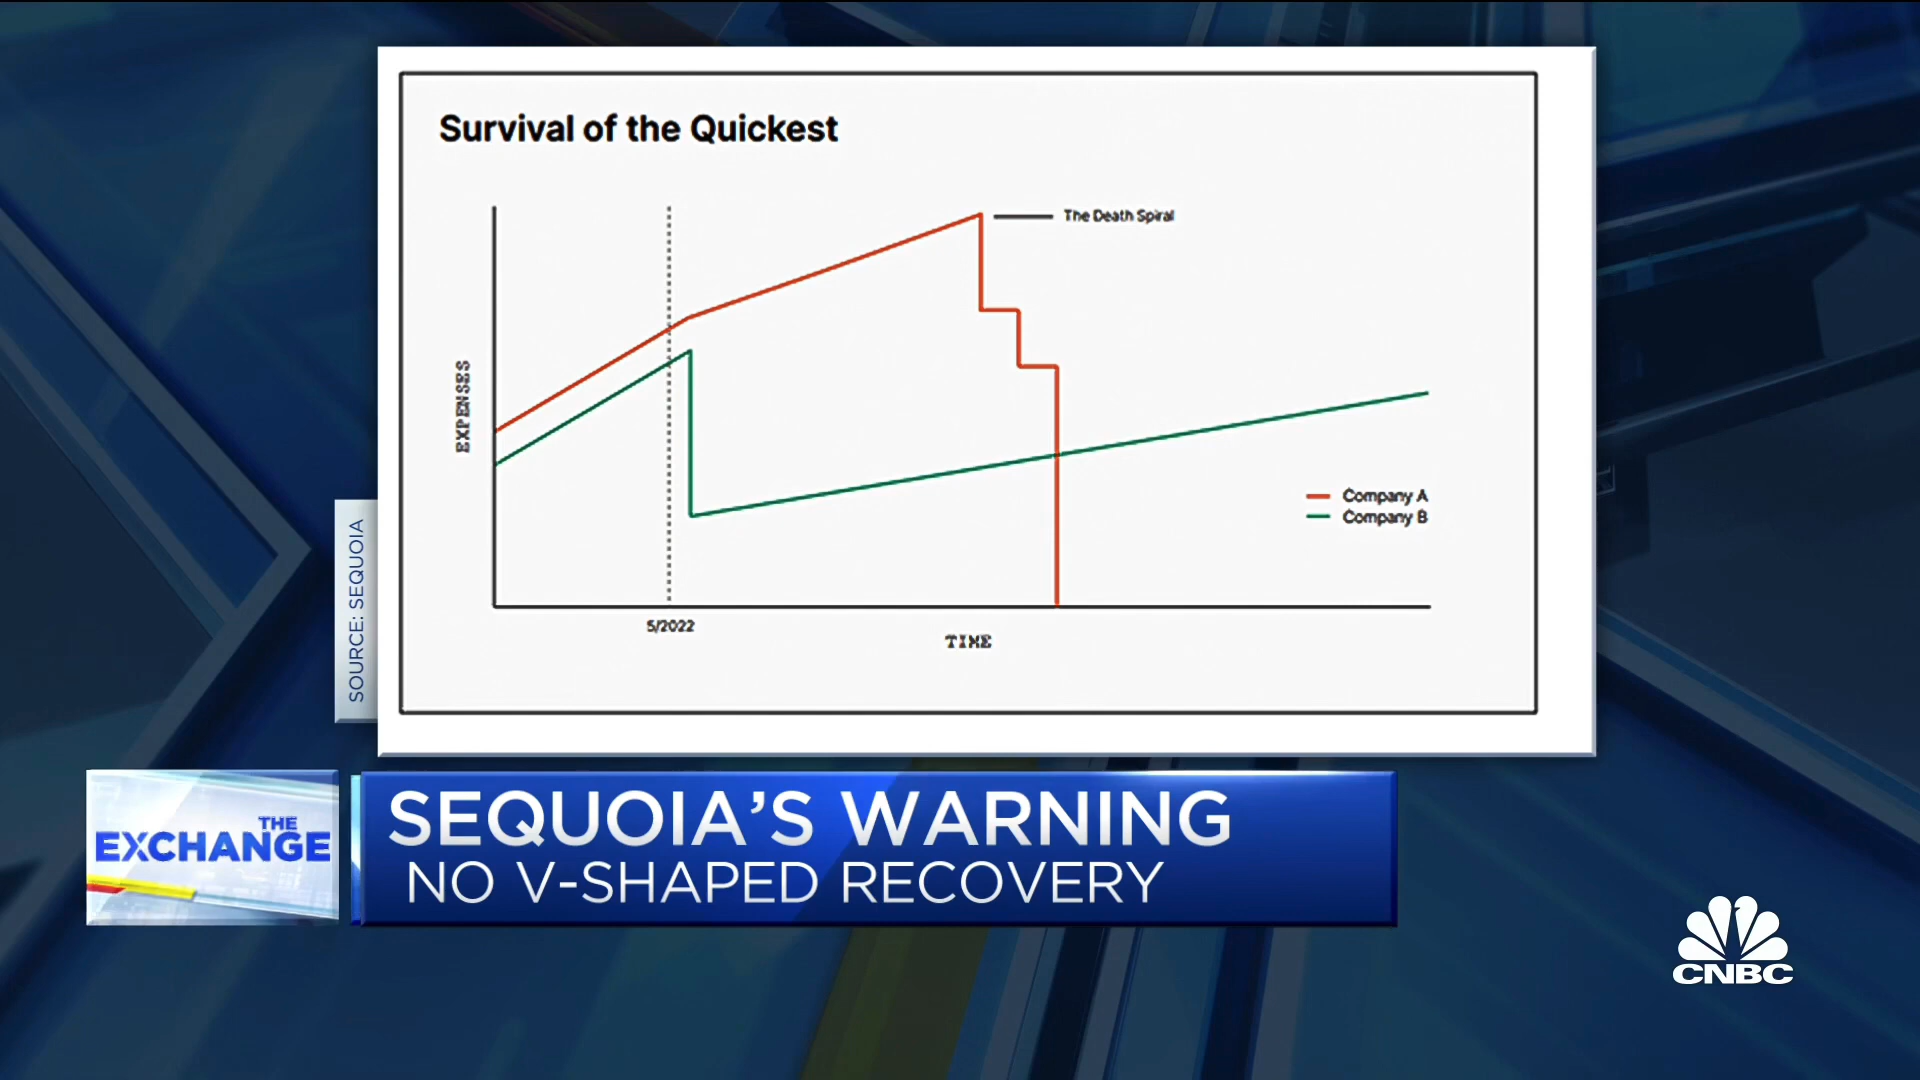 Survival of the Quickest
The Death Spiral
EXPENSES
Company A
Company B
5/2022
TIME
SOURCE: SEQUOIA
THE
EXCHANGE
SEQUOIA'S WARNING
NO V-SHAPED RECOVERY
CNBC